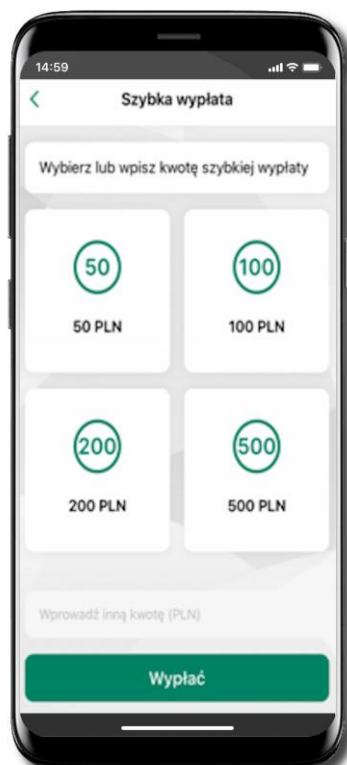 14:59
Szybka wypłata
Wybierz lub wpisz kwotę szybkiej wypłaty
50
100
50 PLN
100 PLN
200
500
200 PLN
500 PLN
Wprowadź inną kwotę (PLN)
Wypłać